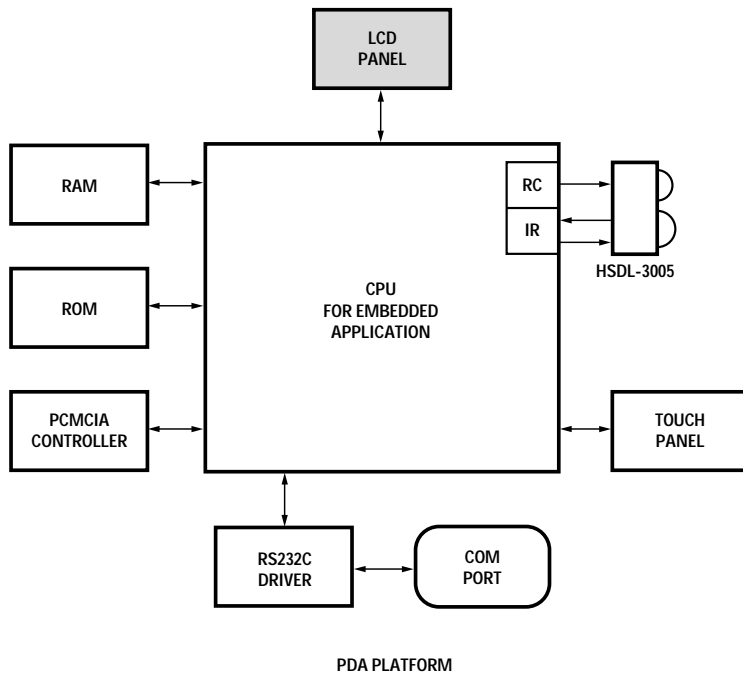 LCD
PANEL
RAM
RC
IR
HSDL-3005
ROM
CPU
FOR EMBEDDED
APPLICATION
PCMCIA
CONTROLLER
TOUCH
PANEL
RS232C
DRIVER
COM
PORT
PDA PLATFORM